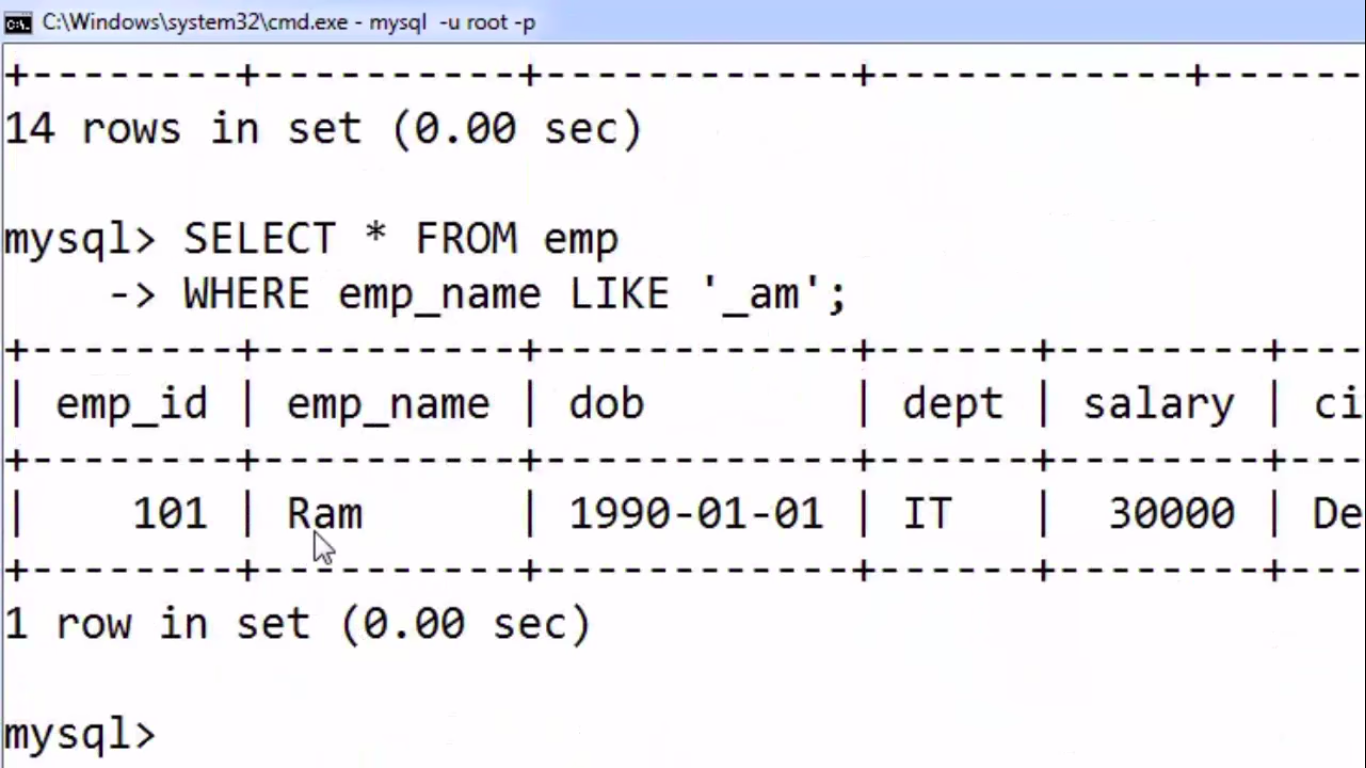 C:\Windows\system32\cmd.exe - mysql  -u root -p
+--------+----------+------------+------------+------
14 rows in set (0.00 sec)
mysql> SELECT * FROM emp
    -> WHERE emp_name LIKE '_am';
+--------+----------+------------+------+--------+---
| emp_id | emp_name | dob        | dept | salary | ci
+--------+----------+------------+------+--------+---
|    101 | Ram      | 1990-01-01 | IT   |  30000 | De
+--------+----------+------------+------+--------+---
1 row in set (0.00 sec)
mysql>